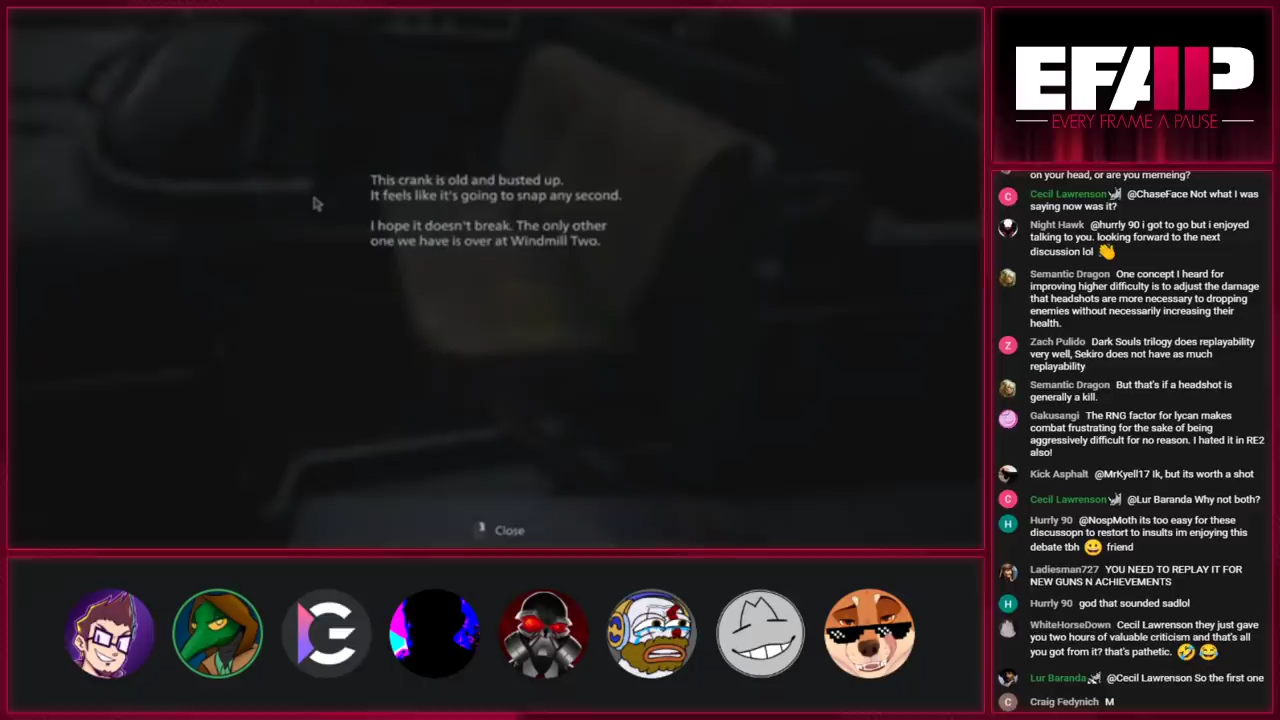 This crank is old and busted up.
It feels like it's going to snap any second.
I hope it doesn't break. The only other
one we have is over at Windmill Two.
Close
EFAP
EVERY FRAME A PAUSE
on your head, or are you memeing?
Cecil Lawrenson @ChaseFace Not what I was
saying now was it?
Night Hawk @hurrly 90 i got to go but i enjoyed
talking to you. looking forward to the next
discussion lol 👏
Semantic Dragon One concept I heard for
improving higher difficulty is to adjust the damage
that headshots are more necessary to dropping
enemies without necessarily increasing their
health.
Zach Pulido Dark Souls trilogy does replayability
very well, Sekiro does not have as much
replayability
Semantic Dragon But that's if a headshot is
generally a kill.
Gakusangi The RNG factor for lycan makes
combat frustrating for the sake of being
aggressively difficult for no reason. I hated it in RE2
also!
Kick Asphalt @MrKyell17 Ik, but its worth a shot
C
Cecil Lawrenson @Lur Baranda Why not both?
H
Hurrly 90 @NospMoth its too easy for these
discussopn to restort to insults im enjoying this
debate tbh 😀 friend
Ladiesman727 YOU NEED TO REPLAY IT FOR
NEW GUNS N ACHIEVEMENTS
H
Hurrly 90 god that sounded sadlol
WhiteHorseDown Cecil Lawrenson they just gave
you two hours of valuable criticism and that's all
you got from it? that's pathetic. 🤣 😂
Lur Baranda @Cecil Lawrenson So the first one
C
Craig Fedynich M